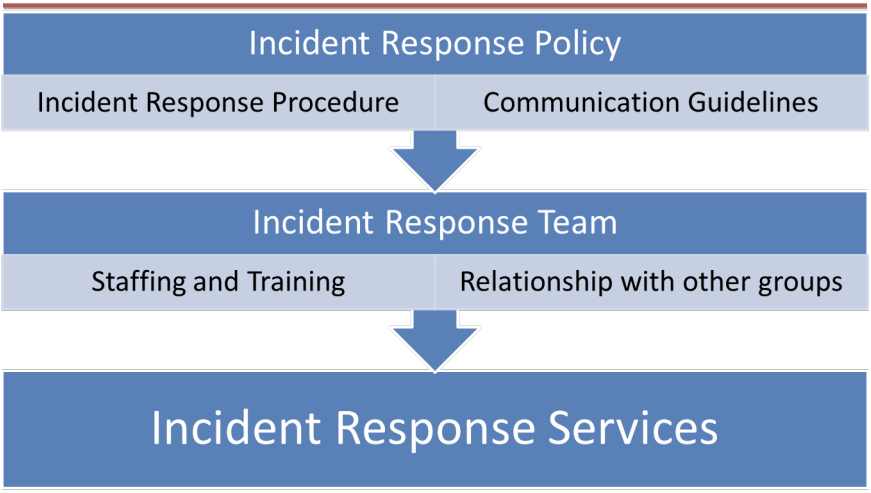 Incident Response Policy
Incident Response Procedure
Communication Guidelines
Incident Response Team
Staffing and Training
Relationship with other groups
Incident Response Services